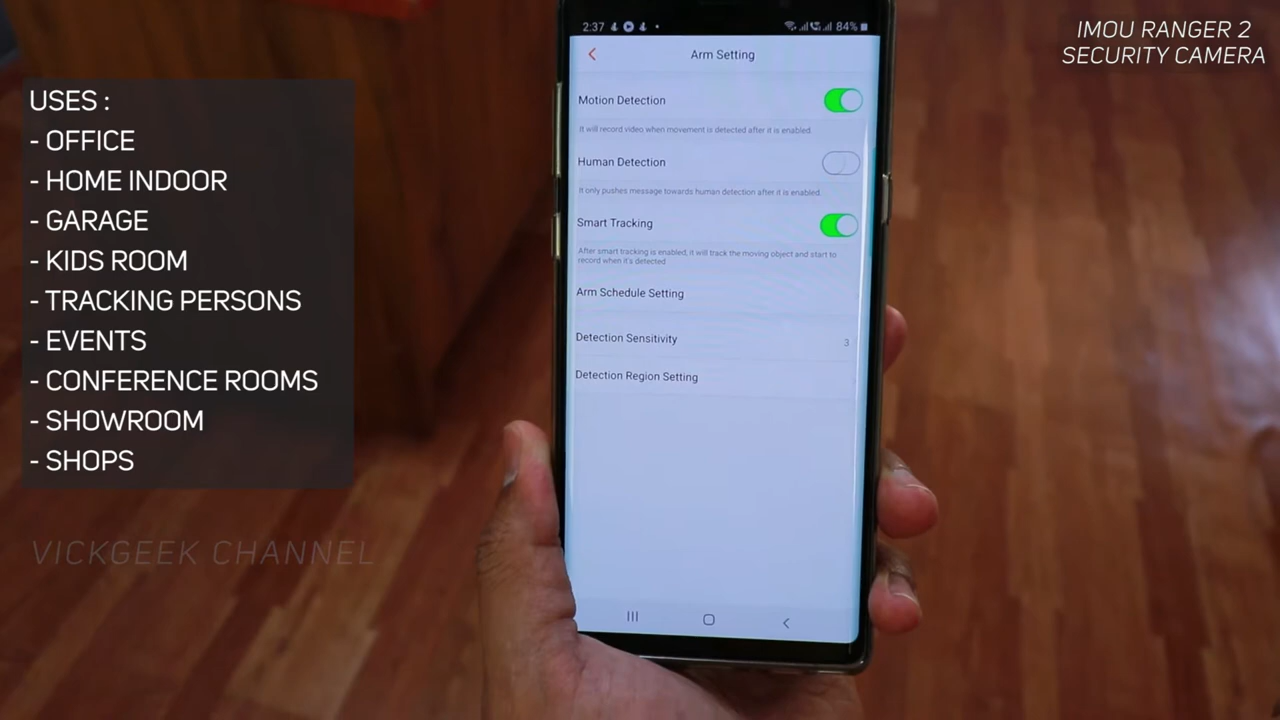 IMOU RANGER 2
SECURITY CAMERA
USES :
- OFFICE
- HOME INDOOR
- GARAGE
- KIDS ROOM
- TRACKING PERSONS
- EVENTS
- CONFERENCE ROOMS
- SHOWROOM
- SHOPS
VICKGEEK CHANNEL
2:37
84%
Arm Setting
Motion Detection
It will record video when movement is detected after it is enabled.
Human Detection
It only pushes message towards human detection after it is enabled.
Smart Tracking
After smart tracking is enabled, it will track the moving object and start to
record when it's detected
Arm Schedule Setting
Detection Sensitivity
3
Detection Region Setting